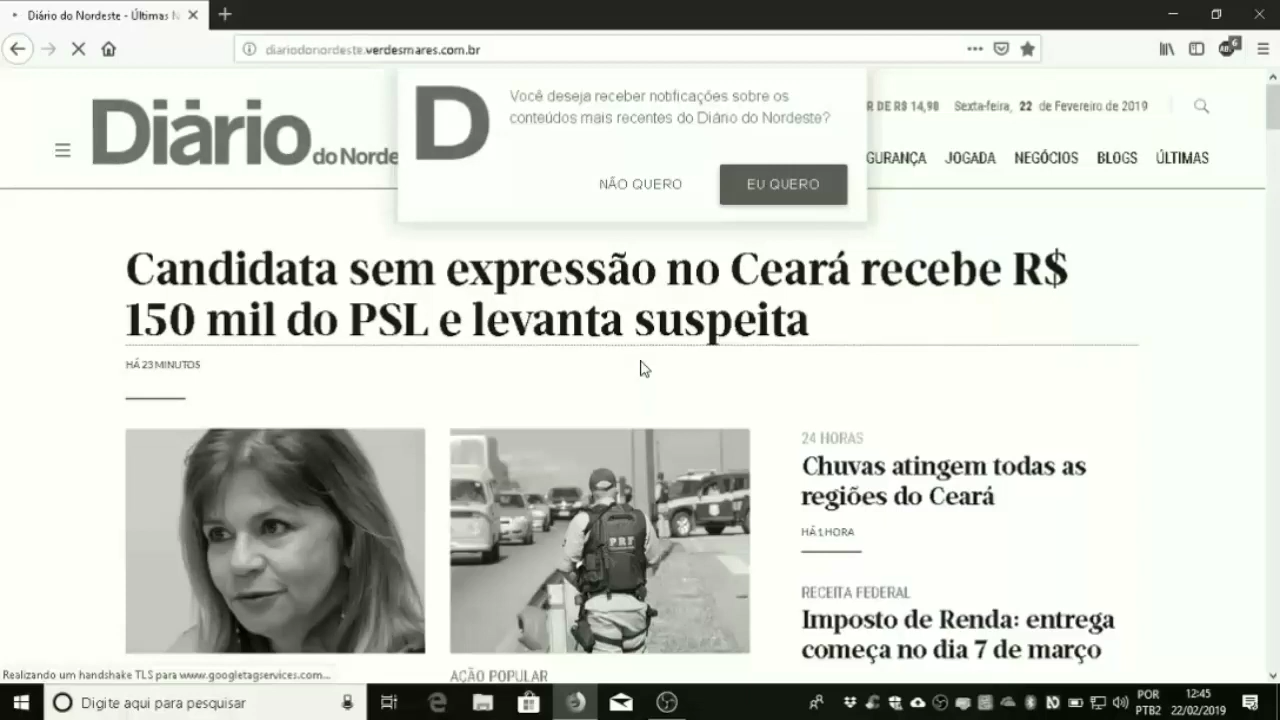 Diário do Nordeste - Últimas N
diariodonordeste.verdesmares.com.br
6
Diário do Norde
D
Você deseja receber notificações sobre os
conteúdos mais recentes do Diário do Nordeste?
NÃO QUERO
EU QUERO
R DE R$ 14,98
Sexta-feira, 22 de Fevereiro de 2019
GURANÇA JOGADA NEGÓCIOS BLOGS ÚLTIMAS
Candidata sem expressão no Ceará recebe R$
150 mil do PSL e levanta suspeita
HÁ 23 MINUTOS
PRF
AÇÃO POPULAR
24 HORAS
Chuvas atingem todas as
regiões do Ceará
HÁ 1 HORA
RECEITA FEDERAL
Imposto de Renda: entrega
começa no dia 7 de março
Realizando um handshake TLS para www.googletagservices.com...
Digite aqui para pesquisar
POR
PTB2
12:45
22/02/2019